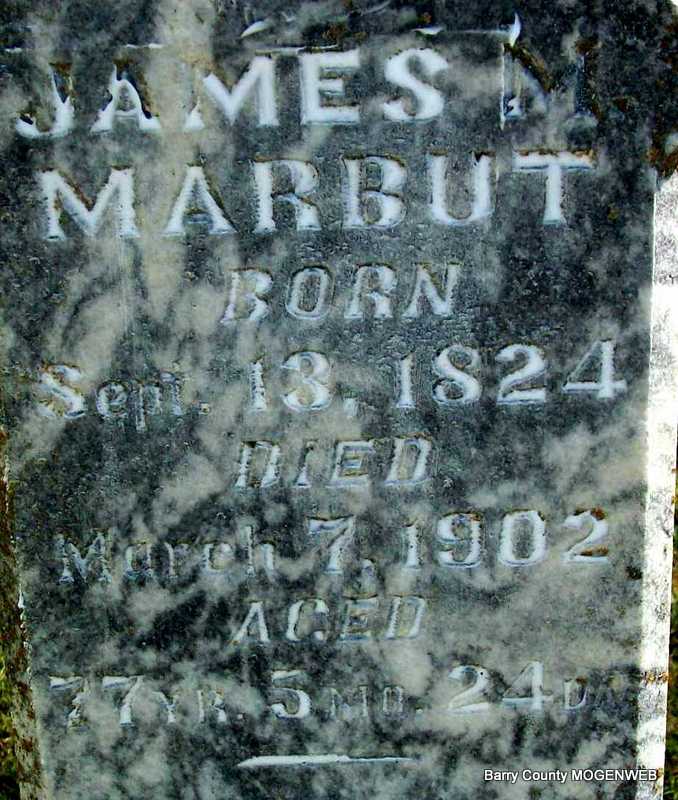 JAMES M.
MARBUT
BORN
Sept. 13, 1824
DIED
March 7, 1902
AGED
77 YR. 5 MO. 24 DA
Barry County MOGENWEB